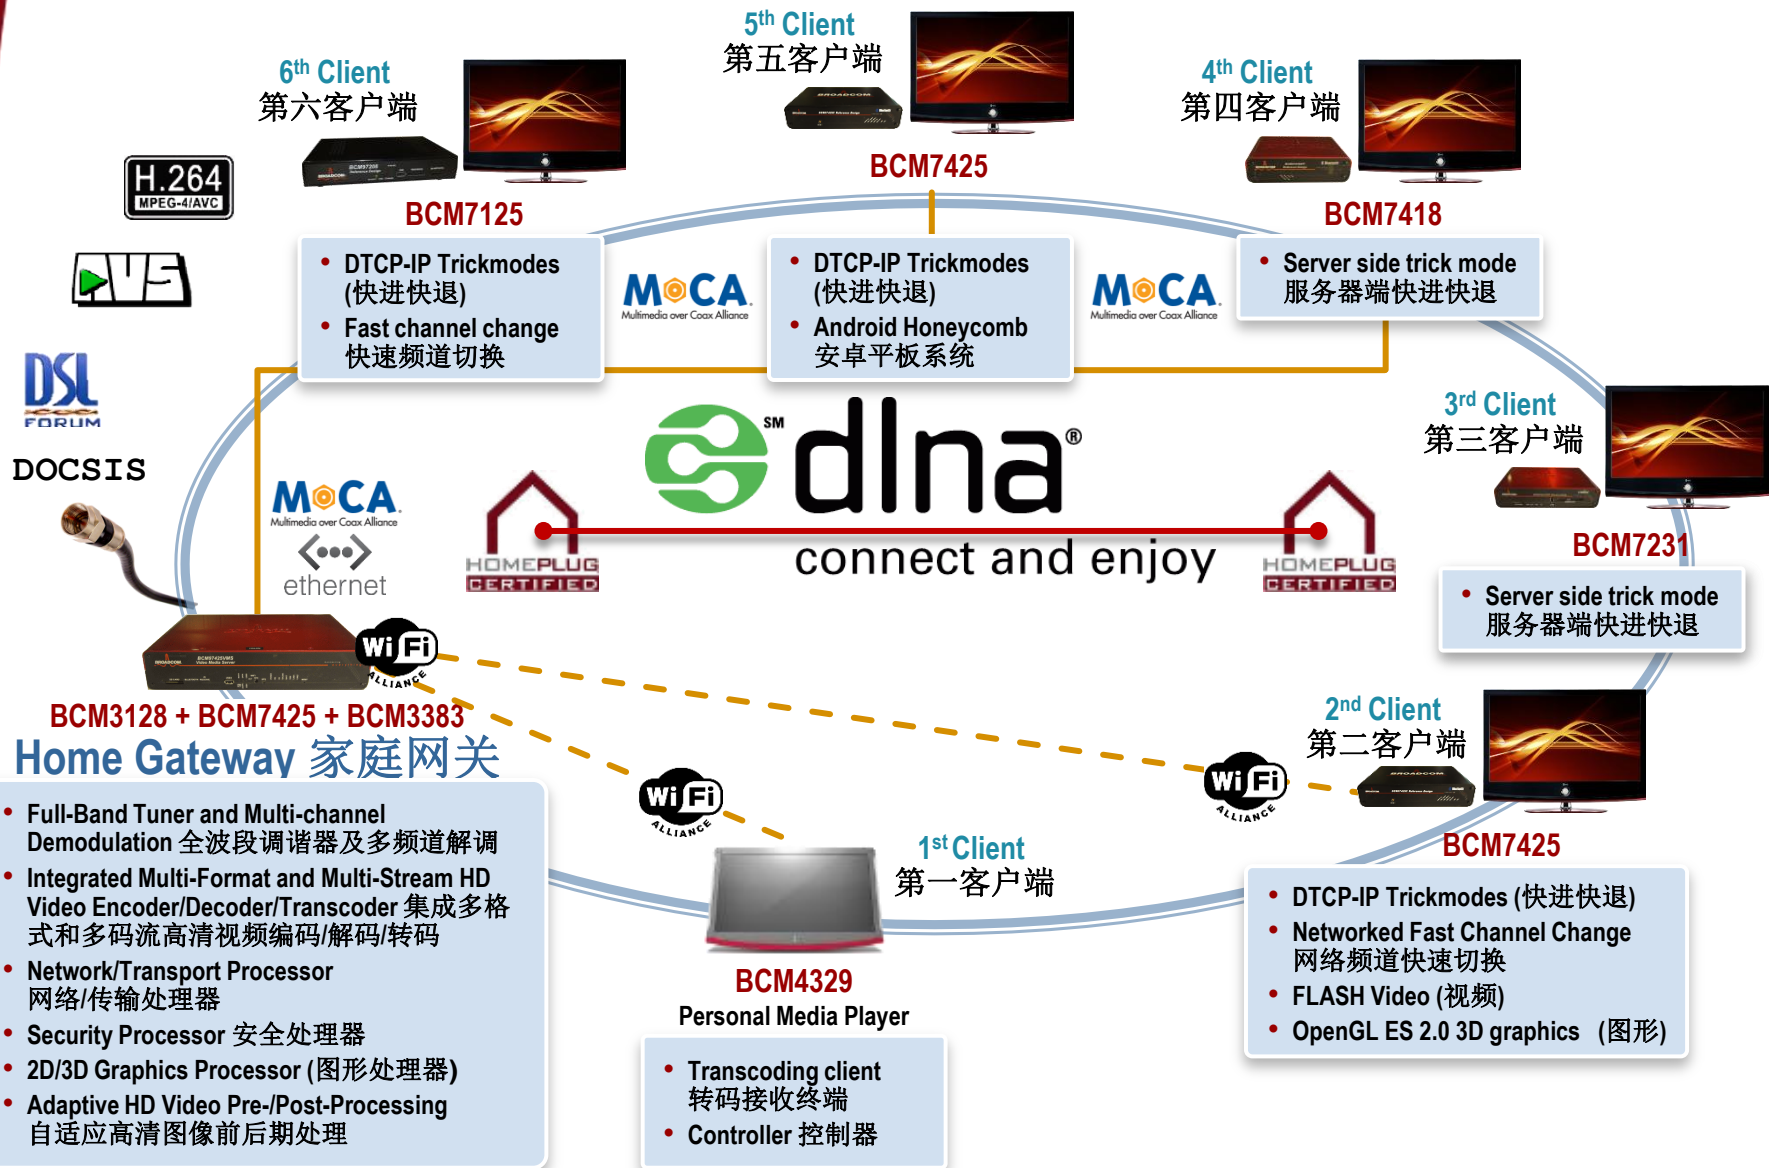 5th Client
第五客户端
6th Client
第六客户端
4th Client
第四客户端
BROADCOM
BCM7425
H.264
MPEG-4/AVC
BCM7125
BCM7418
AVS
DTCP-IP Trickmodes
(快进快退)
Fast channel change
快速频道切换
MoCA
Multimedia over Coax Alliance
DTCP-IP Trickmodes
(快进快退)
Android Honeycomb
安卓平板系统
MoCA
Multimedia over Coax Alliance
Server side trick mode
服务器端快进快退
DSL
FORUM
DOCSIS
MoCA
Multimedia over Coax Alliance
ethernet
SM dlna®
connect and enjoy
HOMEPLUG
CERTIFIED
HOMEPLUG
CERTIFIED
3rd Client
第三客户端
BCM7231
Server side trick mode
服务器端快进快退
BROADCOM
BCM97425VMS
Video Media Server
Wi Fi
ALLIANCE
BCM3128 + BCM7425 + BCM3383
Home Gateway 家庭网关
Full-Band Tuner and Multi-channel
Demodulation 全波段调谐器及多频道解调
Integrated Multi-Format and Multi-Stream HD
Video Encoder/Decoder/Transcoder 集成多格
式和多码流高清视频编码/解码/转码
Network/Transport Processor
网络/传输处理器
Security Processor 安全处理器
2D/3D Graphics Processor (图形处理器)
Adaptive HD Video Pre-/Post-Processing
自适应高清图像前后期处理
Wi Fi
ALLIANCE
1st Client
第一客户端
BCM4329
Personal Media Player
Transcoding client
转码接收终端
Controller 控制器
Wi Fi
ALLIANCE
2nd Client
第二客户端
BROADCOM
BCM7425
DTCP-IP Trickmodes (快进快退)
Networked Fast Channel Change
网络频道快速切换
FLASH Video (视频)
OpenGL ES 2.0 3D graphics (图形)